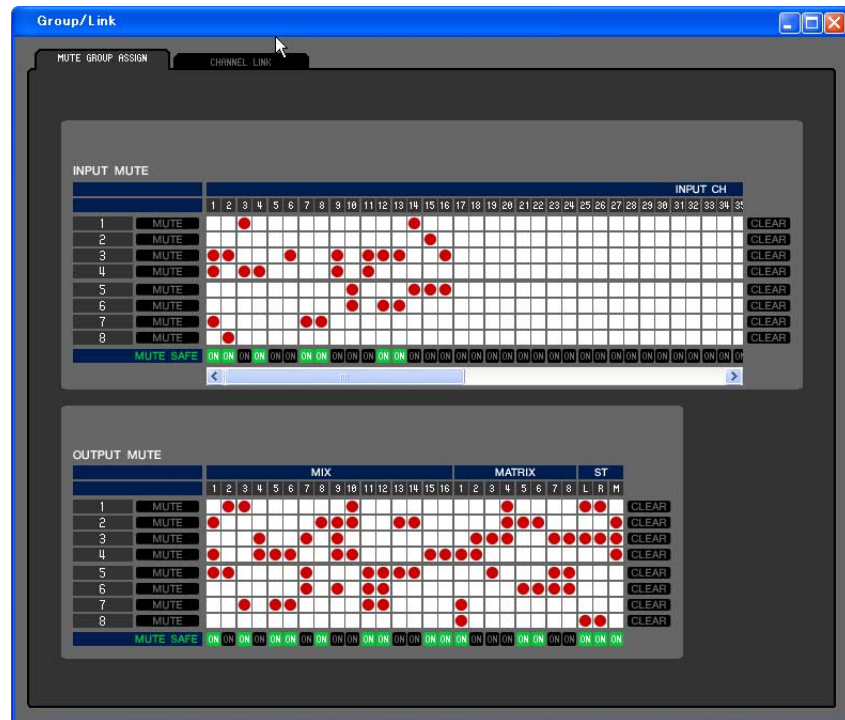 Group/Link
MUTE GROUP ASSIGN CHANNEL LINK
INPUT MUTE
INPUT CH
1 2 3 4 5 6 7 8 9 10 11 12 13 14 15 16 17 18 19 20 21 22 23 24 25 26 27 28 29 30 31 32 33 34 35
1 MUTE CLEAR
2 MUTE CLEAR
3 MUTE CLEAR
4 MUTE CLEAR
5 MUTE CLEAR
6 MUTE CLEAR
7 MUTE CLEAR
8 MUTE CLEAR
MUTE SAFE ON ON ON ON ON ON ON ON ON ON ON ON ON ON ON ON ON ON ON ON ON ON ON ON ON ON ON ON ON ON ON ON ON ON ON
OUTPUT MUTE
MIX MATRIX ST
1 2 3 4 5 6 7 8 9 10 11 12 13 14 15 16 1 2 3 4 5 6 7 8 L R M
1 MUTE CLEAR
2 MUTE CLEAR
3 MUTE CLEAR
4 MUTE CLEAR
5 MUTE CLEAR
6 MUTE CLEAR
7 MUTE CLEAR
8 MUTE CLEAR
MUTE SAFE ON ON ON ON ON ON ON ON ON ON ON ON ON ON ON ON ON ON ON ON ON ON ON ON ON ON ON